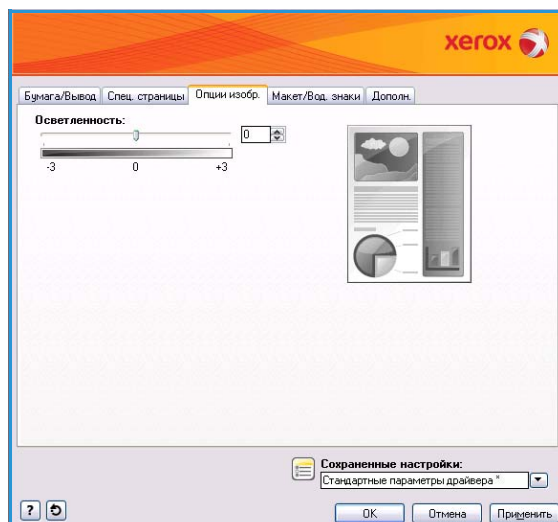 xerox
Бумага/Вывод Спец. страницы Опции изобр. Макет/Вод. знаки Дополн.
Осветленность:
0
-3 0 +3
Сохраненные настройки:
Стандартные параметры драйвера *
?
OK Отмена Применить